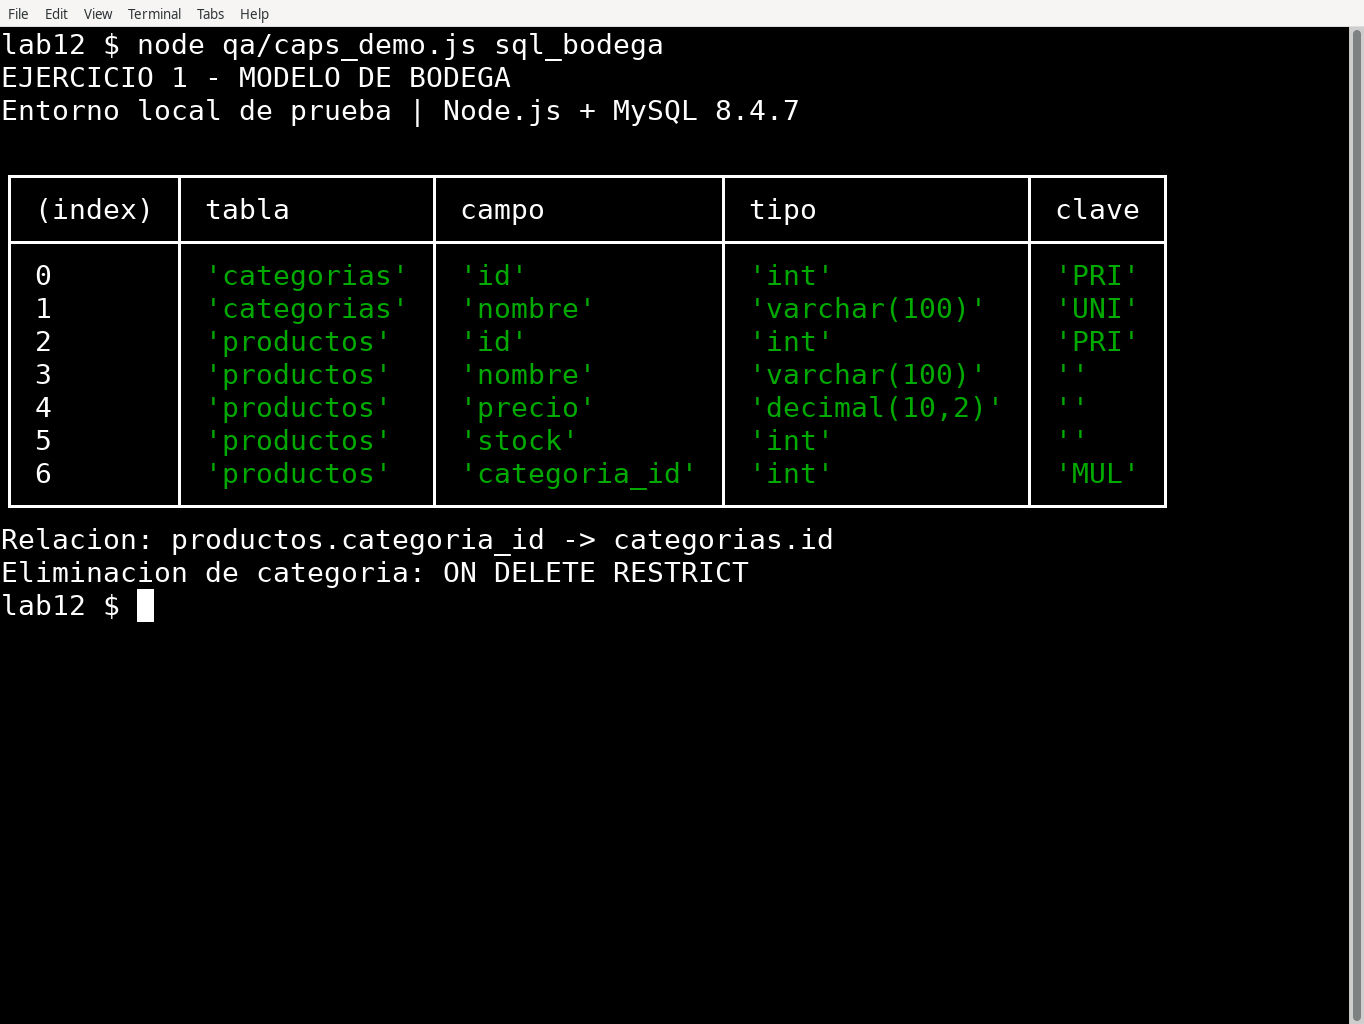 File Edit View Terminal Tabs Help
lab12 $ node qa/caps_demo.js sql_bodega
EJERCICIO 1 - MODELO DE BODEGA
Entorno local de prueba | Node.js + MySQL 8.4.7
(index) tabla campo tipo clave
0 'categorias' 'id' 'int' 'PRI'
1 'categorias' 'nombre' 'varchar(100)' 'UNI'
2 'productos' 'id' 'int' 'PRI'
3 'productos' 'nombre' 'varchar(100)' ''
4 'productos' 'precio' 'decimal(10,2)' ''
5 'productos' 'stock' 'int' ''
6 'productos' 'categoria_id' 'int' 'MUL'
Relacion: productos.categoria_id -> categorias.id
Eliminacion de categoria: ON DELETE RESTRICT
lab12 $